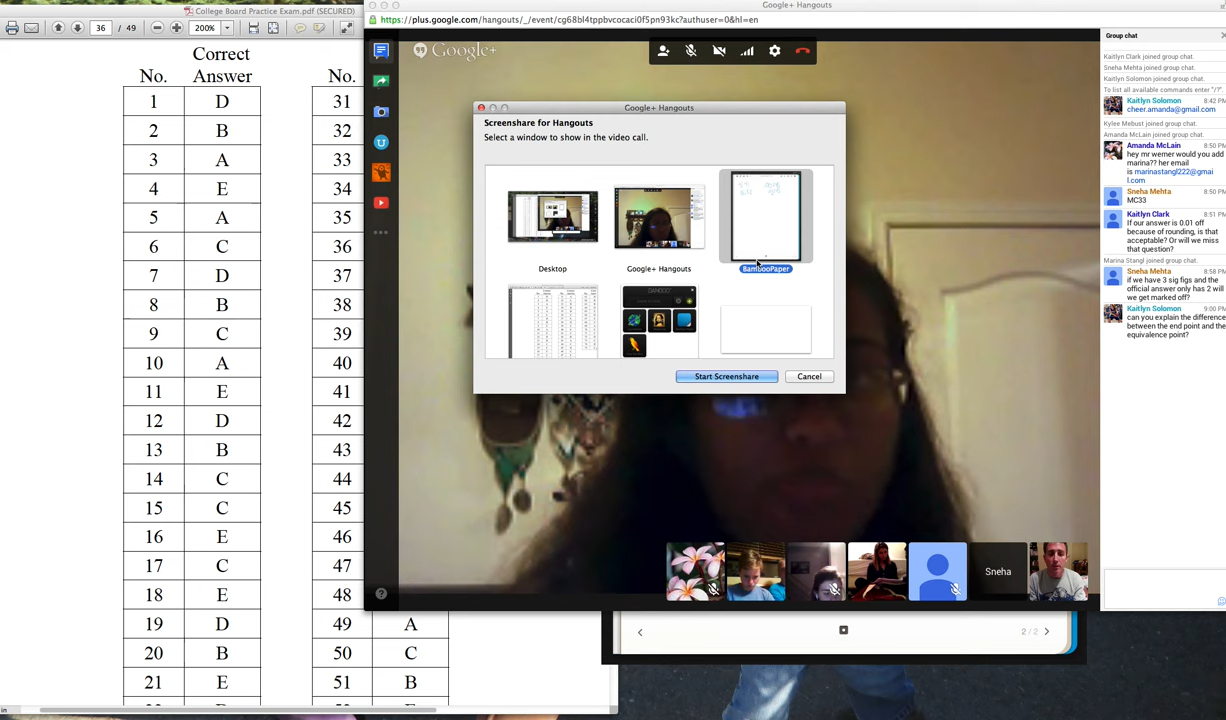 College Board Practice Exam.pdf (SECURED)
36 / 49
200%
Correct
No. Answer No.
1 D 31
2 B 32
3 A 33
4 E 34
5 A 35
6 C 36
7 D 37
8 B 38
9 C 39
10 A 40
11 E 41
12 D 42
13 B 43
14 C 44
15 C 45
16 E 46
17 C 47
18 E 48
19 D 49 A
20 B 50 C
21 E 51 B
in
Google+ Hangouts
https://plus.google.com/hangouts/_/event/cg68bl4tppbvcocaci0f5pn93kc?authuser=0&hl=en
Google+
Google+ Hangouts
Screenshare for Hangouts
Select a window to show in the video call.
Desktop
Google+ Hangouts
BambooPaper
BAMBOO
Start Screenshare
Cancel
Sneha
2 / 2
Group chat
Kaitlyn Clark joined group chat.
Sneha Mehta joined group chat.
Kaitlyn Solomon joined group chat.
To list all available commands enter "/?"
Kaitlyn Solomon 8:42 PM
cheer.amanda@gmail.com
Kylee Mebust joined group chat.
Amanda McLain joined group chat.
Amanda McLain 8:50 PM
hey mr werner would you add
marina?? her email
is marinastangl222@gmai
l.com
Sneha Mehta 8:50 PM
MC33
Kaitlyn Clark 8:51 PM
If our answer is 0.01 off
because of rounding, is that
acceptable? Or will we miss
that question?
Marina Stangl joined group chat.
Sneha Mehta 8:58 PM
if we have 3 sig figs and the
official answer only has 2 will
we get marked off?
Kaitlyn Solomon 9:00 PM
can you explain the difference
between the end point and the
equivalence point?